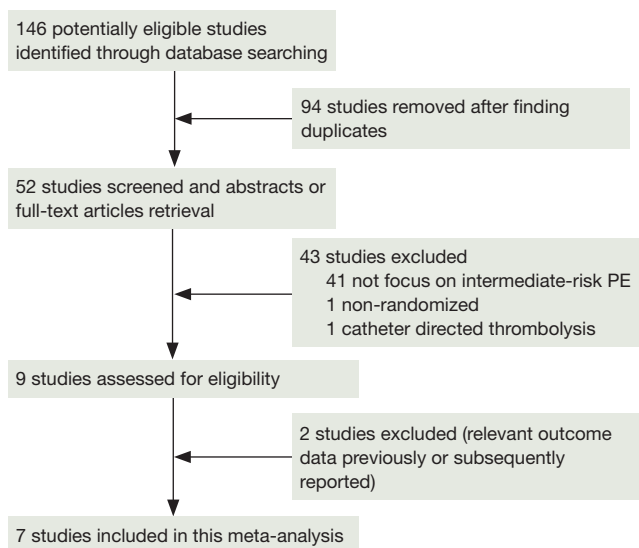 146 potentially eligible studies
identified through database searching
94 studies removed after finding
duplicates
52 studies screened and abstracts or
full-text articles retrieval
43 studies excluded
41 not focus on intermediate-risk PE
1 non-randomized
1 catheter directed thrombolysis
9 studies assessed for eligibility
2 studies excluded (relevant outcome
data previously or subsequently
reported)
7 studies included in this meta-analysis